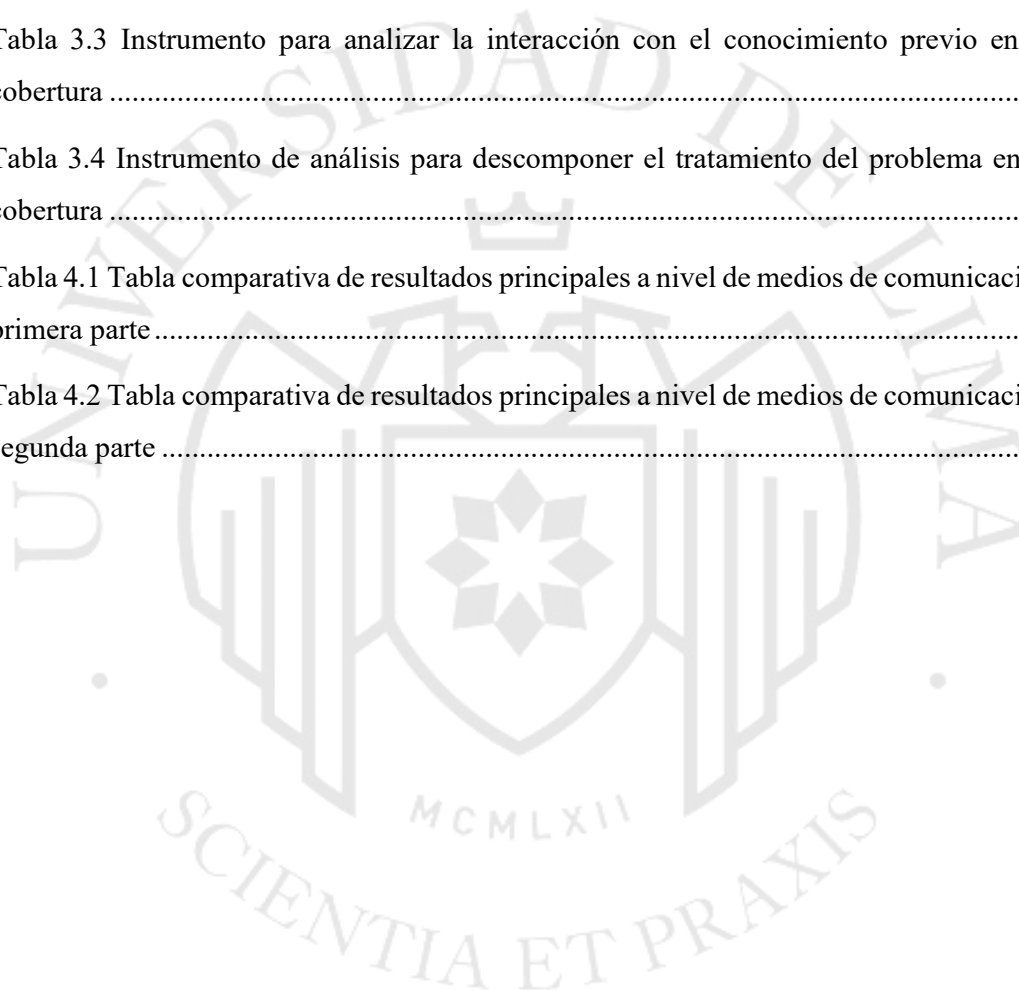 Tabla 3.3 Instrumento para analizar la interacción con el conocimiento previo en
cobertura ........................................................................................................................
Tabla 3.4 Instrumento de análisis para descomponer el tratamiento del problema en
cobertura ........................................................................................................................
Tabla 4.1 Tabla comparativa de resultados principales a nivel de medios de comunicaci
primera parte ..................................................................................................................
Tabla 4.2 Tabla comparativa de resultados principales a nivel de medios de comunicaci
segunda parte .................................................................................................................
UNIVERSIDAD DE LIMA
MCMLXII
SCIENTIA ET PRAXIS